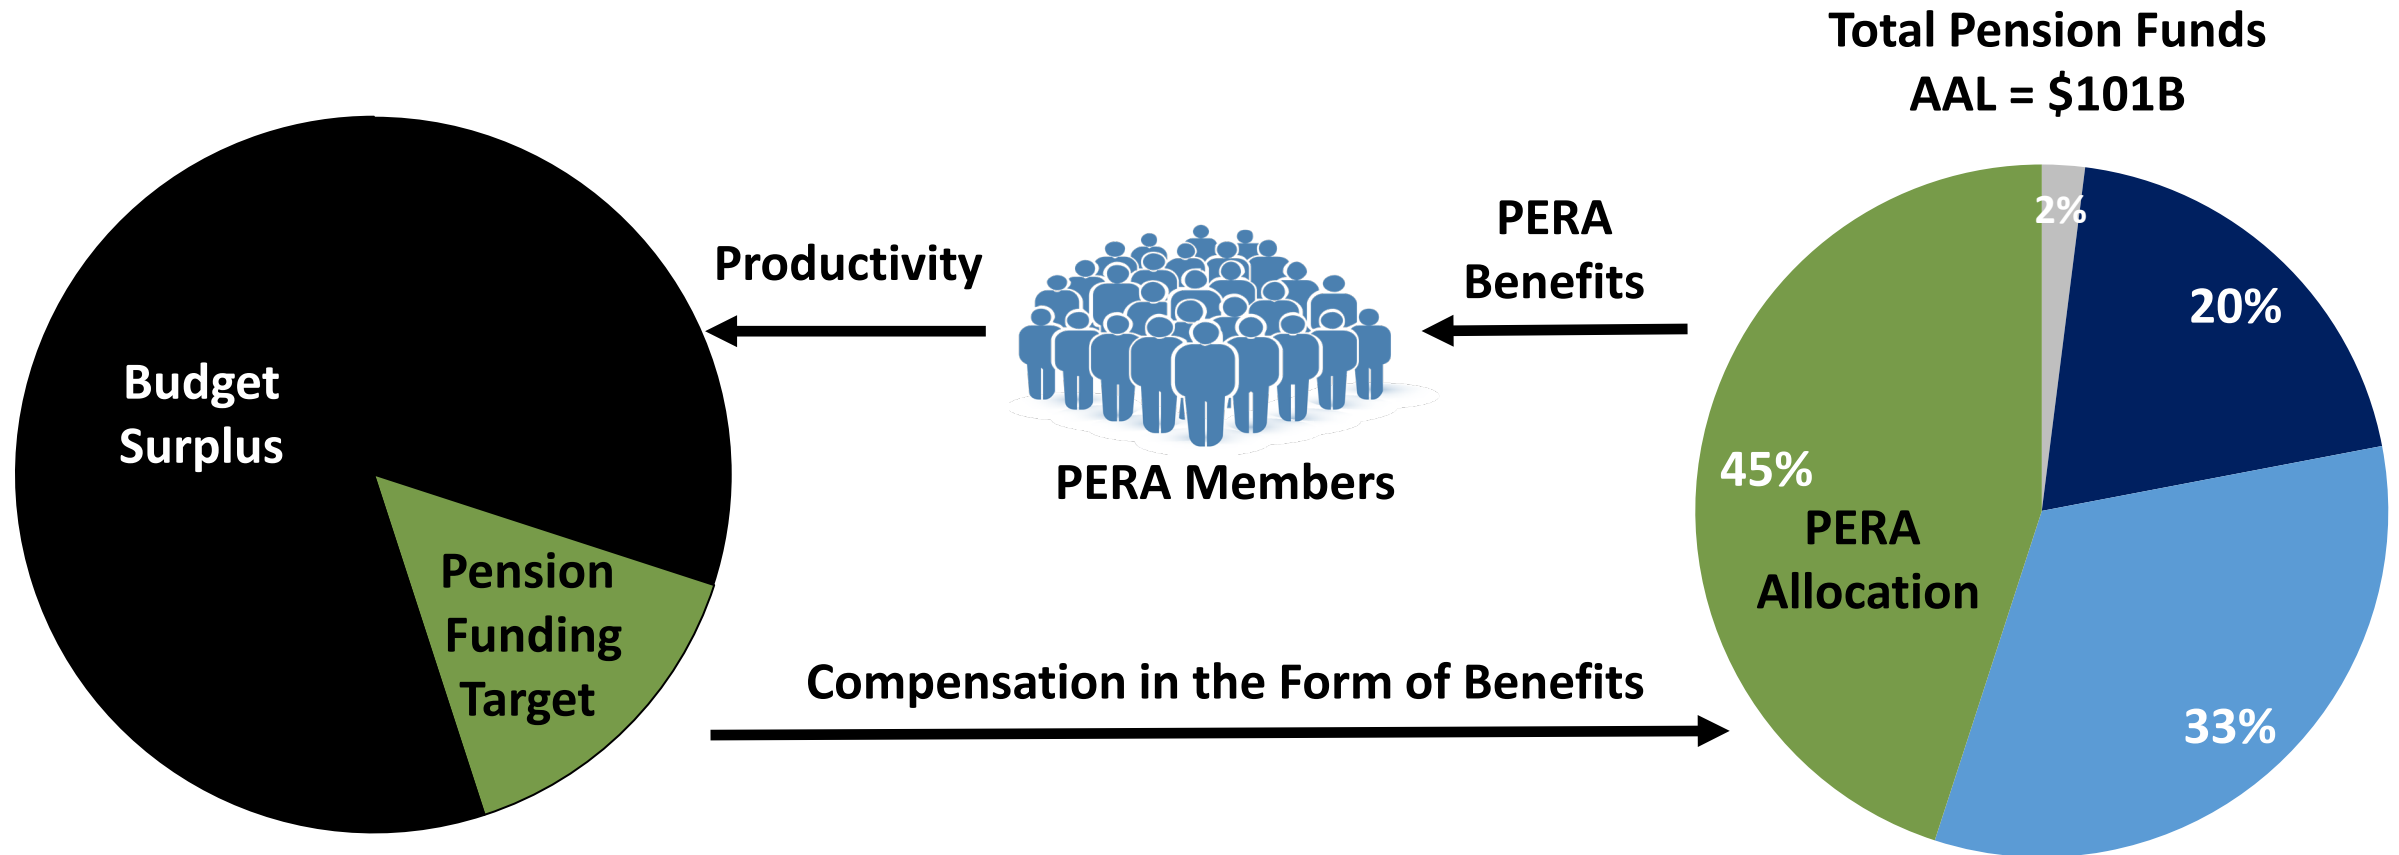 Total Pension Funds
AAL = $101B
Budget
Surplus
Pension
Funding
Target
Productivity
PERA Members
PERA
Benefits
Compensation in the Form of Benefits
2%
20%
33%
45%
PERA
Allocation